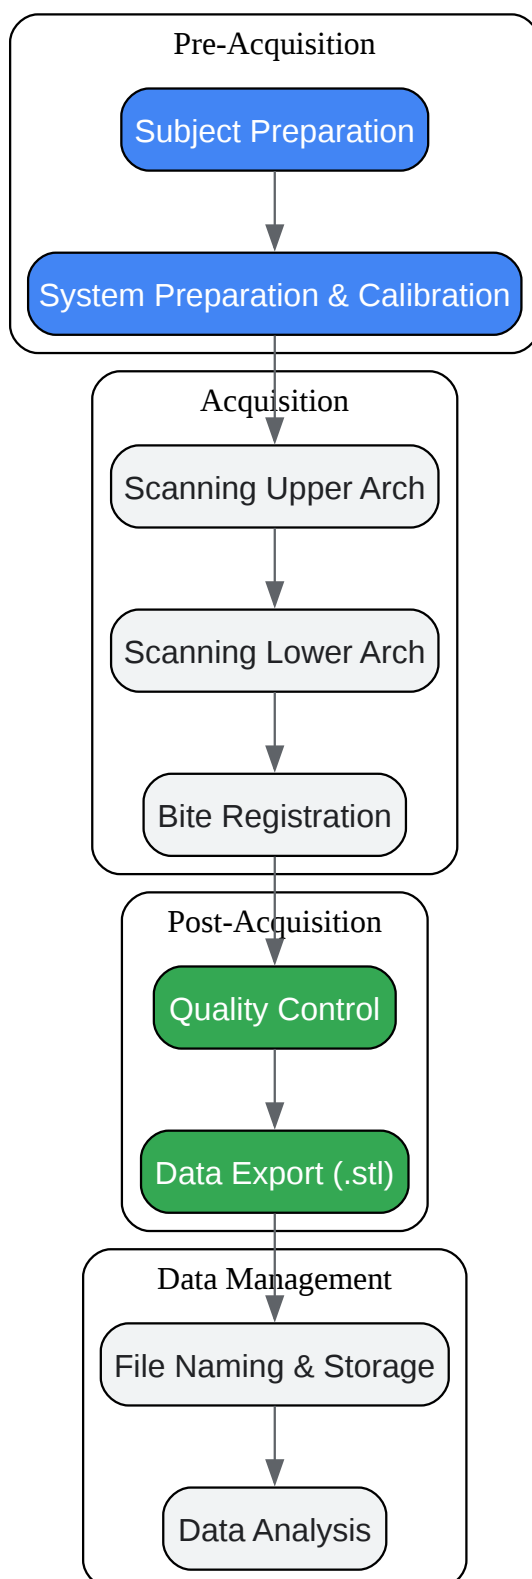 Pre-Acquisition
Subject Preparation
System Preparation & Calibration
Acquisition
Scanning Upper Arch
Scanning Lower Arch
Bite Registration
Post-Acquisition
Quality Control
Data Export (.stl)
Data Management
File Naming & Storage
Data Analysis